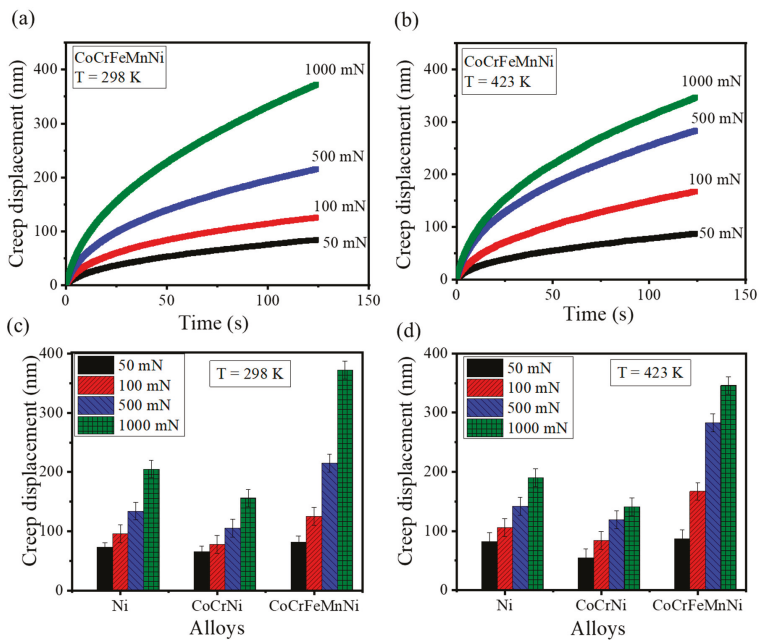 (a)
CoCrFeMnNi
T = 298 K
1000 mN
500 mN
100 mN
50 mN
400
300
200
100
0
0
50
100
150
Creep displacement (nm)
Time (s)
(b)
CoCrFeMnNi
T = 423 K
1000 mN
500 mN
100 mN
50 mN
400
300
200
100
0
0
50
100
150
Creep displacement (nm)
Time (s)
(c)
50 mN
100 mN
500 mN
1000 mN
T = 298 K
400
300
200
100
0
Ni
CoCrNi
CoCrFeMnNi
Creep displacement (nm)
Alloys
(d)
50 mN
100 mN
500 mN
1000 mN
T = 423 K
400
300
200
100
0
Ni
CoCrNi
CoCrFeMnNi
Creep displacement (nm)
Alloys